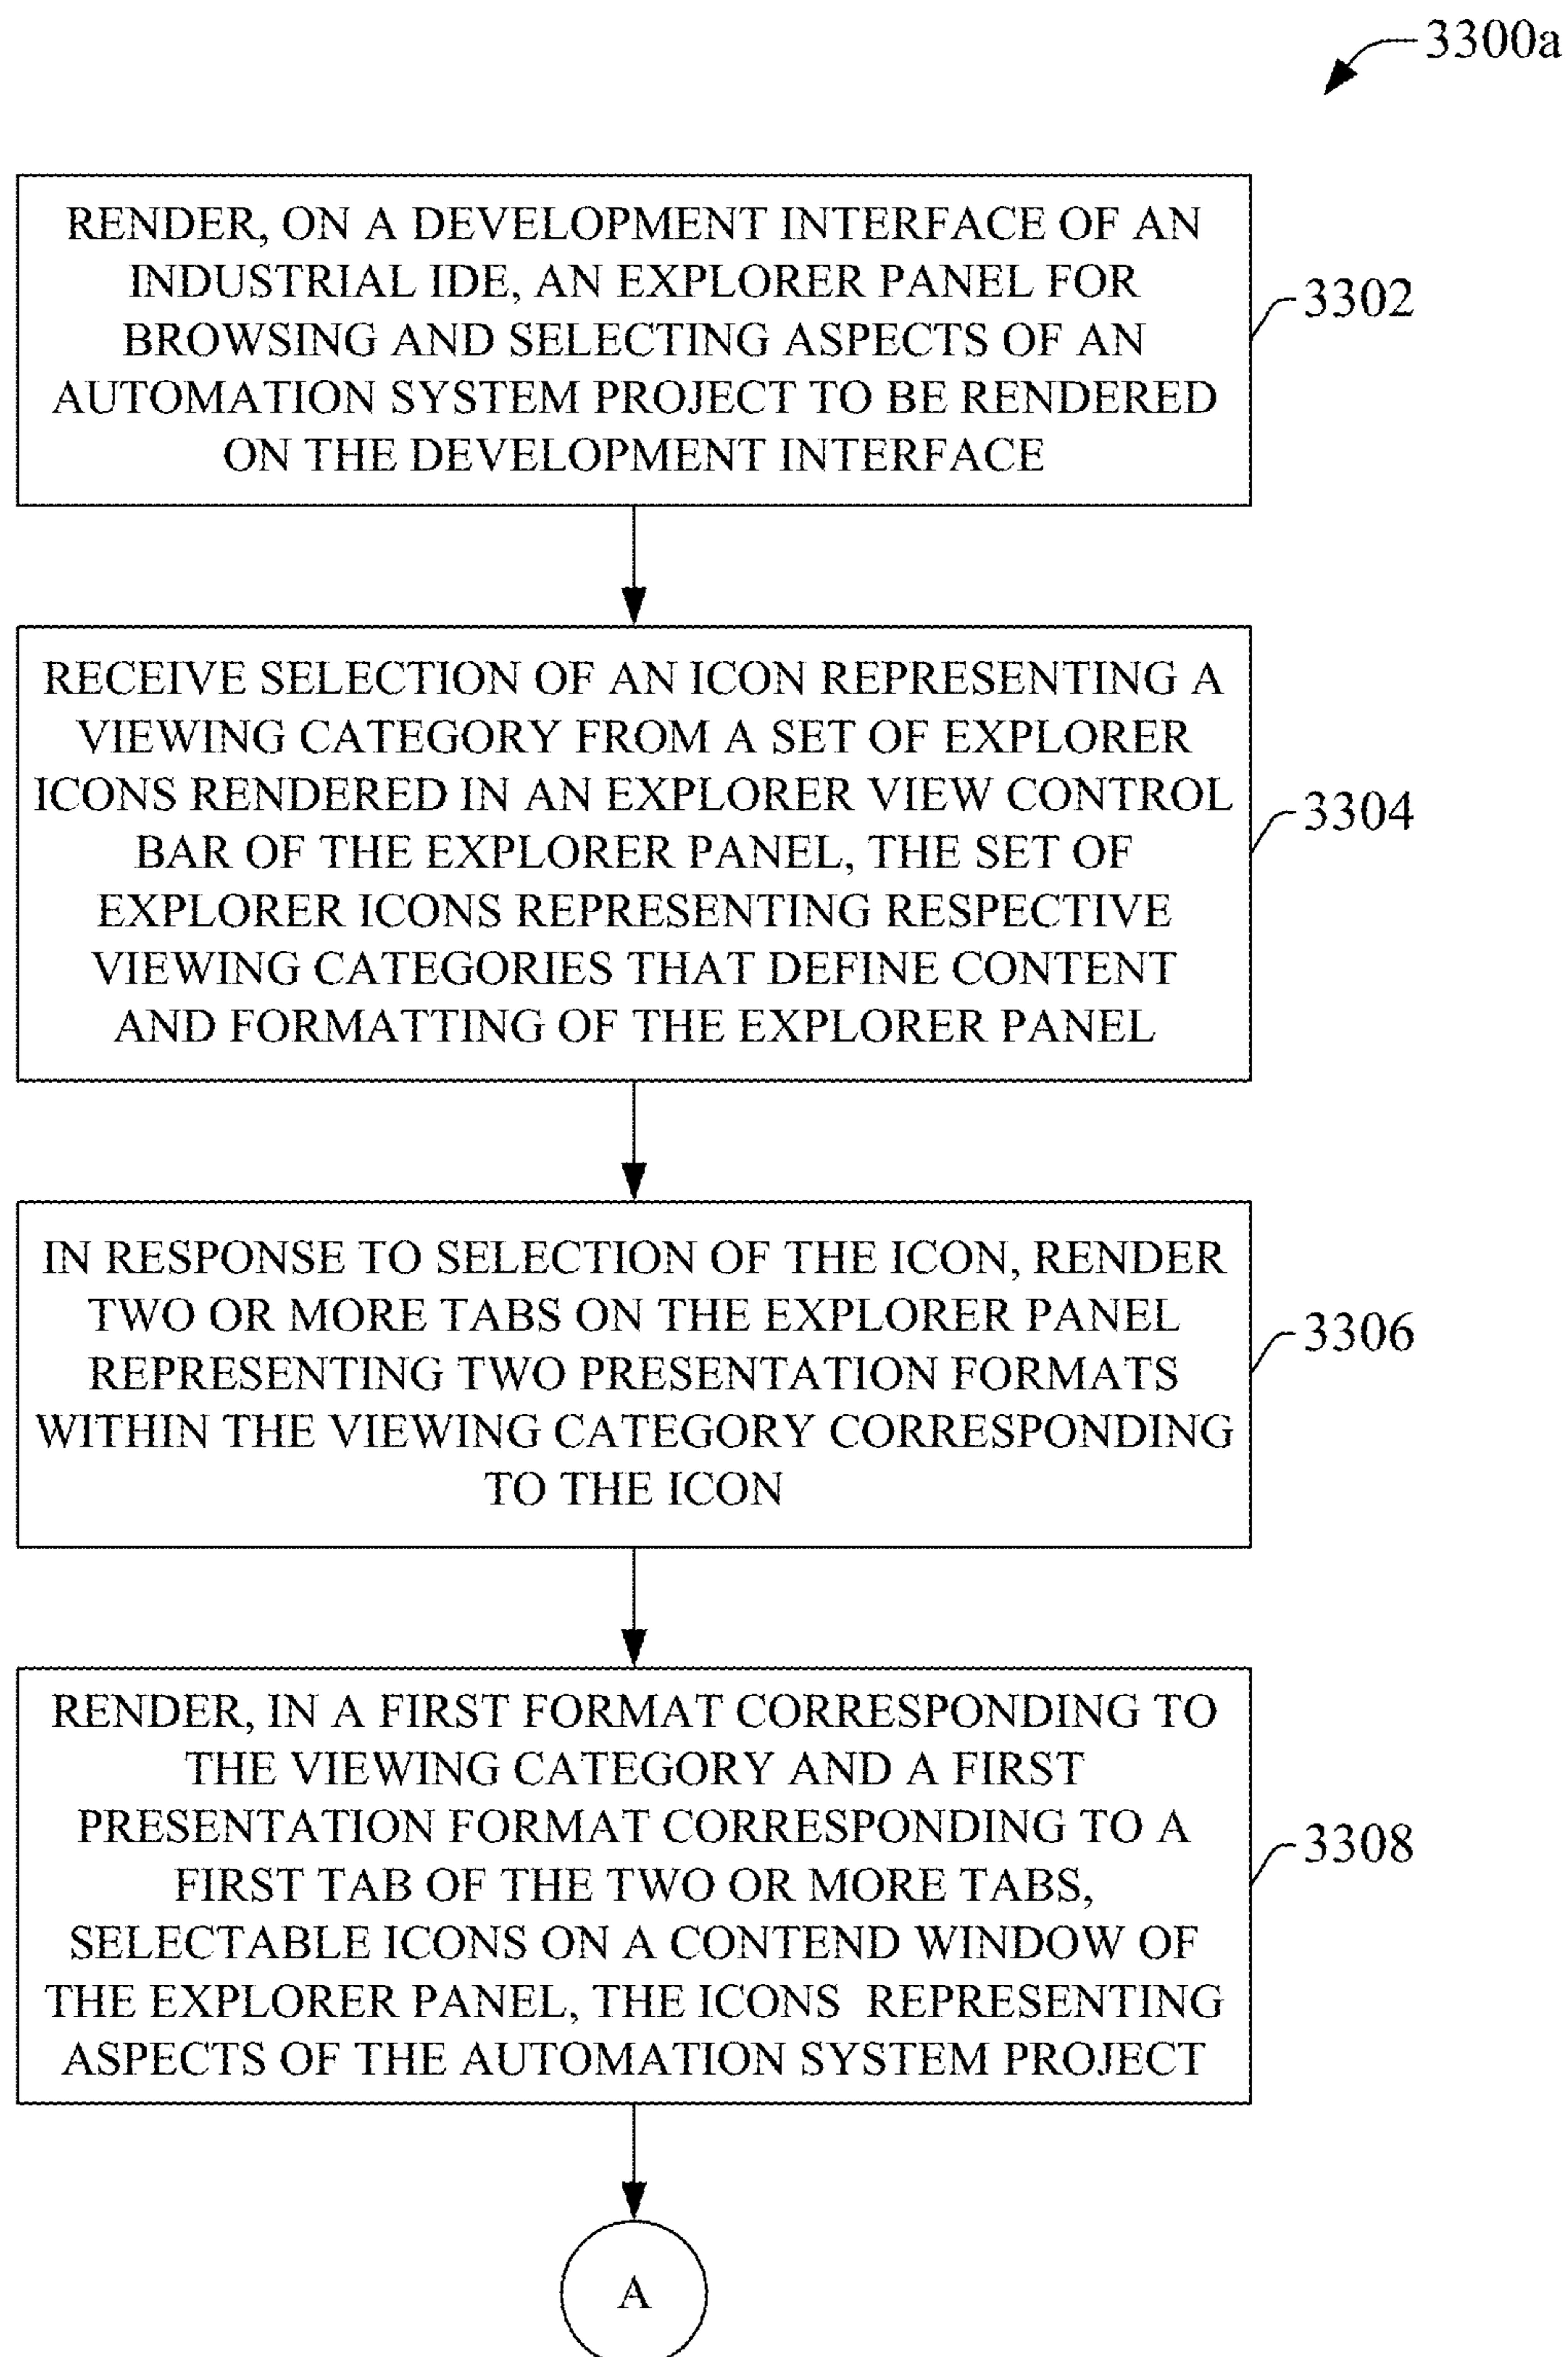 3300a
RENDER, ON A DEVELOPMENT INTERFACE OF AN
INDUSTRIAL IDE, AN EXPLORER PANEL FOR
BROWSING AND SELECTING ASPECTS OF AN
AUTOMATION SYSTEM PROJECT TO BE RENDERED
ON THE DEVELOPMENT INTERFACE
3302
RECEIVE SELECTION OF AN ICON REPRESENTING A
VIEWING CATEGORY FROM A SET OF EXPLORER
ICONS RENDERED IN AN EXPLORER VIEW CONTROL
BAR OF THE EXPLORER PANEL, THE SET OF
EXPLORER ICONS REPRESENTING RESPECTIVE
VIEWING CATEGORIES THAT DEFINE CONTENT
AND FORMATTING OF THE EXPLORER PANEL
3304
IN RESPONSE TO SELECTION OF THE ICON, RENDER
TWO OR MORE TABS ON THE EXPLORER PANEL
REPRESENTING TWO PRESENTATION FORMATS
WITHIN THE VIEWING CATEGORY CORRESPONDING
TO THE ICON
3306
RENDER, IN A FIRST FORMAT CORRESPONDING TO
THE VIEWING CATEGORY AND A FIRST
PRESENTATION FORMAT CORRESPONDING TO A
FIRST TAB OF THE TWO OR MORE TABS,
SELECTABLE ICONS ON A CONTEND WINDOW OF
THE EXPLORER PANEL, THE ICONS REPRESENTING
ASPECTS OF THE AUTOMATION SYSTEM PROJECT
3308
A